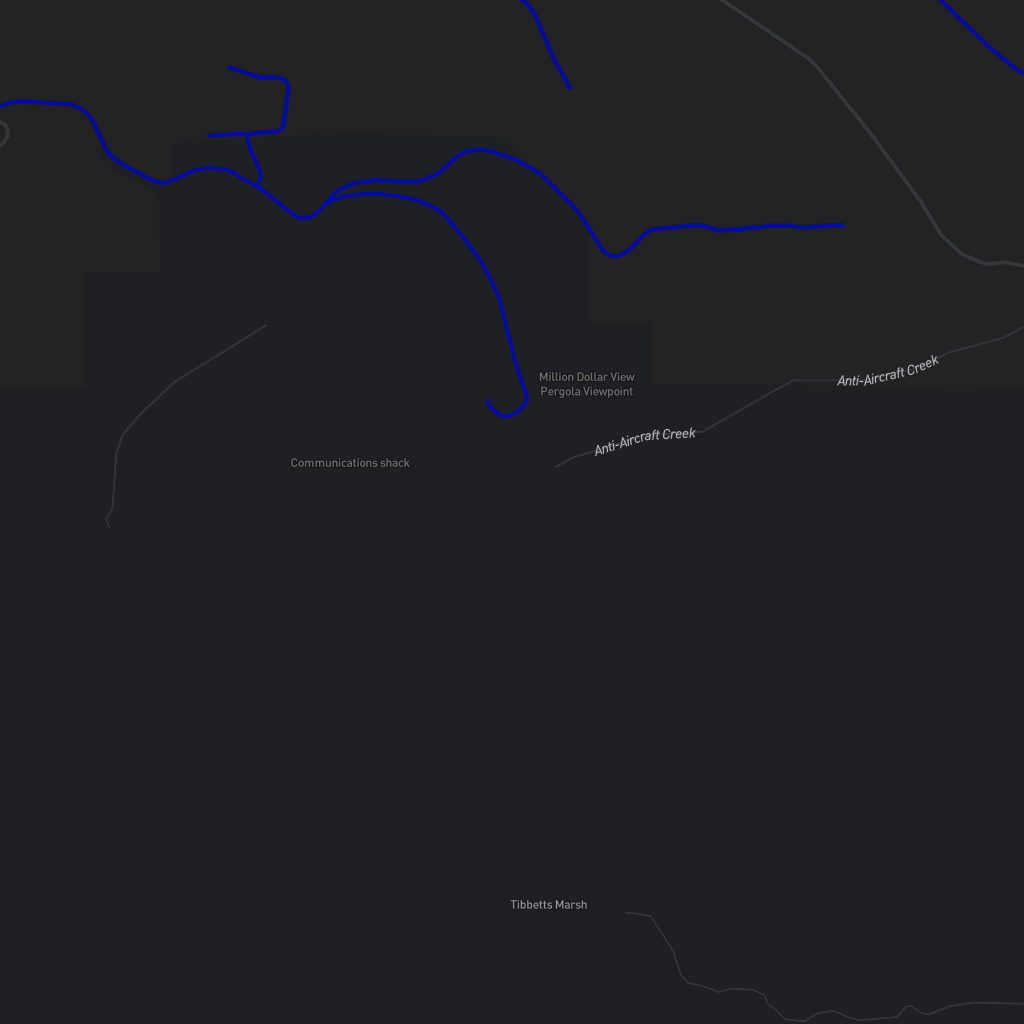 Anti-Aircraft Creek
Million Dollar View
Pergola Viewpoint
Anti-Aircraft Creek
Communications shack
Tibbetts Marsh